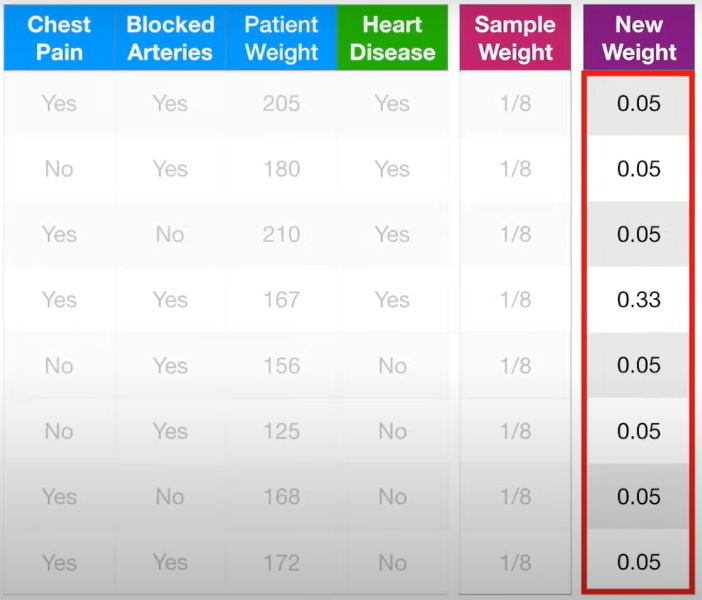 Chest Pain | Blocked Arteries | Patient Weight | Heart Disease | Sample Weight | New Weight
Yes | Yes | 205 | Yes | 1/8 | 0.05
No | Yes | 180 | Yes | 1/8 | 0.05
Yes | No | 210 | Yes | 1/8 | 0.05
Yes | Yes | 167 | Yes | 1/8 | 0.33
No | Yes | 156 | No | 1/8 | 0.05
No | Yes | 125 | No | 1/8 | 0.05
Yes | No | 168 | No | 1/8 | 0.05
Yes | Yes | 172 | No | 1/8 | 0.05